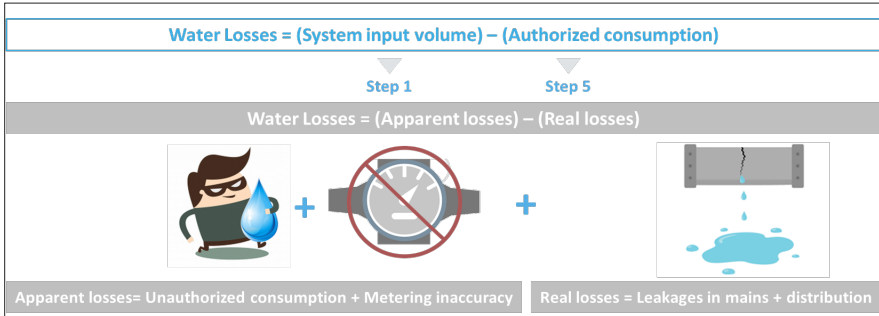 Water Losses = (System input volume) – (Authorized consumption)
Step 1 Step 5
Water Losses = (Apparent losses) – (Real losses)
+ +
Apparent losses= Unauthorized consumption + Metering inaccuracy
Real losses = Leakages in mains + distribution